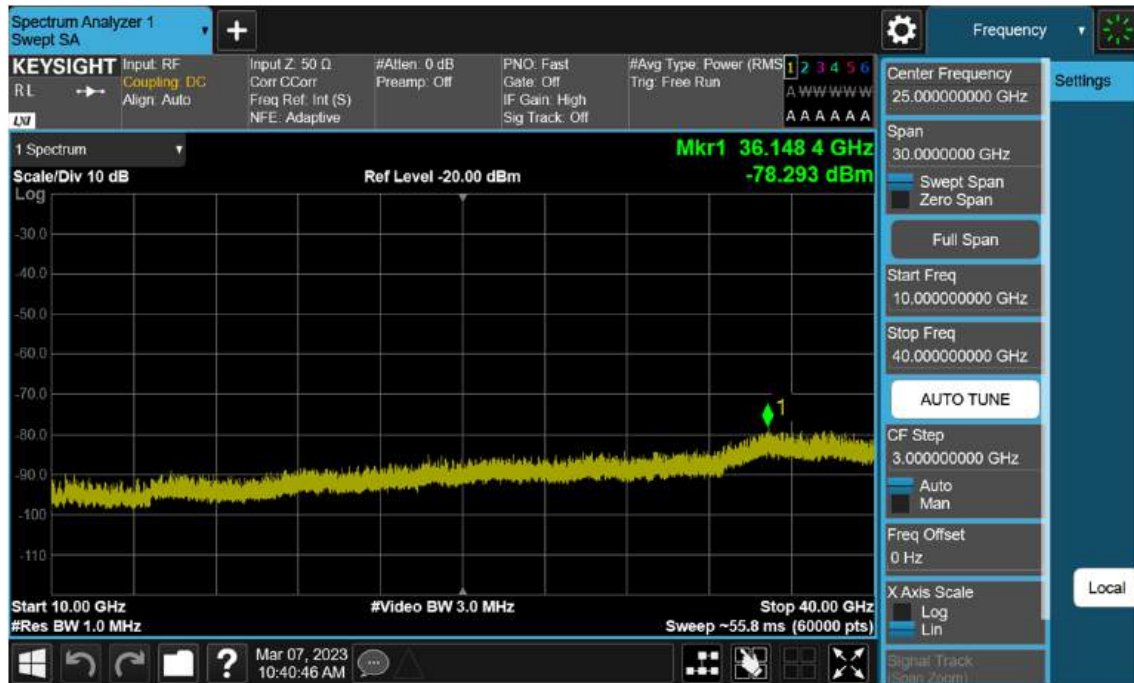 Spectrum Analyzer 1
Swept SA
Frequency
KEYSIGHT
RL
LXI
Input: RF
Coupling: DC
Align: Auto
Input Z: 50 Ω
Corr CCorr
Freq Ref: Int (S)
NFE: Adaptive
#Atten: 0 dB
Preamp: Off
PNO: Fast
Gate: Off
IF Gain: High
Sig Track: Off
#Avg Type: Power (RMS
Trig: Free Run
1 2 3 4 5 6
A W W W W W
A A A A A A
1 Spectrum
Mkr1 36.148 4 GHz
Scale/Div 10 dB
Ref Level -20.00 dBm
-78.293 dBm
Log
-30.0
-40.0
-50.0
-60.0
-70.0
1
-80.0
-90.0
-100
-110
Start 10.00 GHz
#Video BW 3.0 MHz
Stop 40.00 GHz
#Res BW 1.0 MHz
Sweep ~55.8 ms (60000 pts)
?
Mar 07, 2023
10:40:46 AM
Center Frequency
25.000000000 GHz
Span
30.0000000 GHz
Swept Span
Zero Span
Full Span
Start Freq
10.000000000 GHz
Stop Freq
40.000000000 GHz
AUTO TUNE
CF Step
3.000000000 GHz
Auto
Man
Freq Offset
0 Hz
X Axis Scale
Log
Lin
Signal Track
(Span Zoom)
Settings
Local